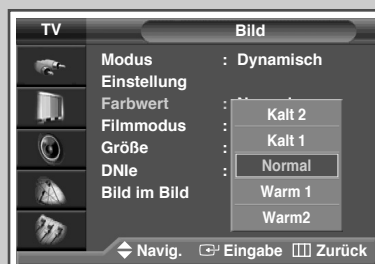 TV Bild
Modus : Dynamisch
Einstellung
Farbwert :
Filmmodus :
Größe :
DNIe :
Bild im Bild
Kalt 2
Kalt 1
Normal
Warm 1
Warm2
Navig. Eingabe Zurück